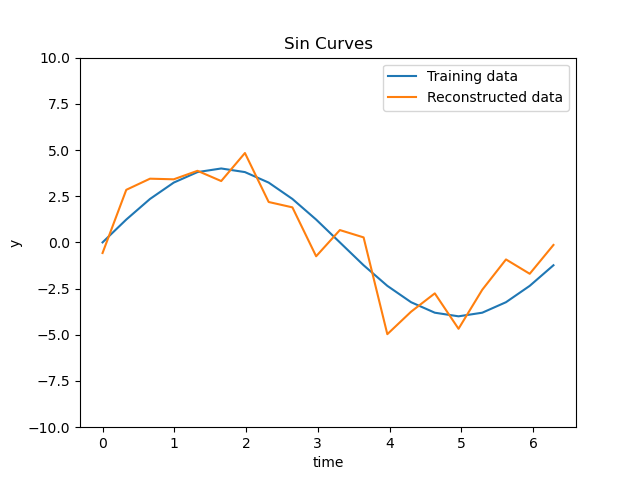 Sin Curves
Training data
Reconstructed data
10.0
7.5
5.0
2.5
0.0
−2.5
−5.0
−7.5
−10.0
y
0 1 2 3 4 5 6
time